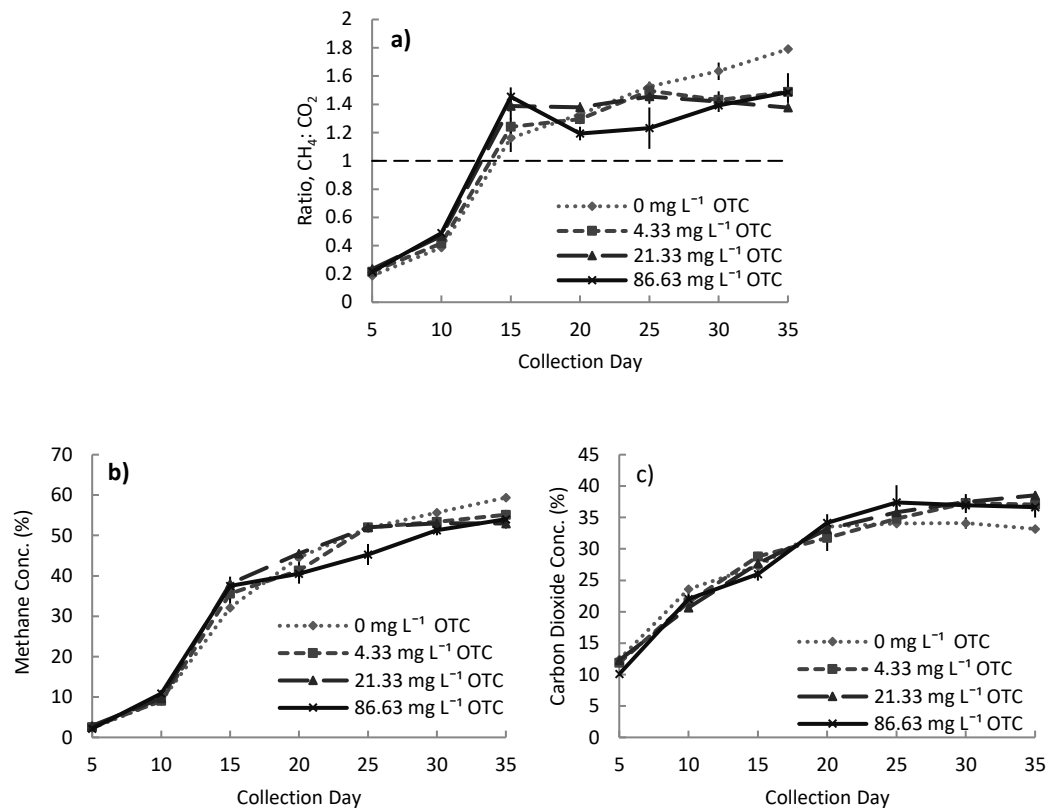 a)
Ratio, CH₄: CO₂
2
1.8
1.6
1.4
1.2
1
0.8
0.6
0.4
0.2
0
5 10 15 20 25 30 35
Collection Day
0 mg L⁻¹ OTC
4.33 mg L⁻¹ OTC
21.33 mg L⁻¹ OTC
86.63 mg L⁻¹ OTC
b)
Methane Conc. (%)
70
60
50
40
30
20
10
0
5 10 15 20 25 30 35
Collection Day
0 mg L⁻¹ OTC
4.33 mg L⁻¹ OTC
21.33 mg L⁻¹ OTC
86.63 mg L⁻¹ OTC
c)
Carbon Dioxide Conc. (%)
45
40
35
30
25
20
15
10
5
0
5 10 15 20 25 30 35
Collection Day
0 mg L⁻¹ OTC
4.33 mg L⁻¹ OTC
21.33 mg L⁻¹ OTC
86.63 mg L⁻¹ OTC